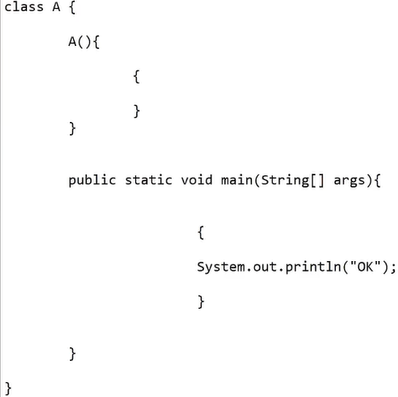 class A {
A(){
{
}
}
public static void main(String[] args){
{
System.out.println("OK");
}
}
}